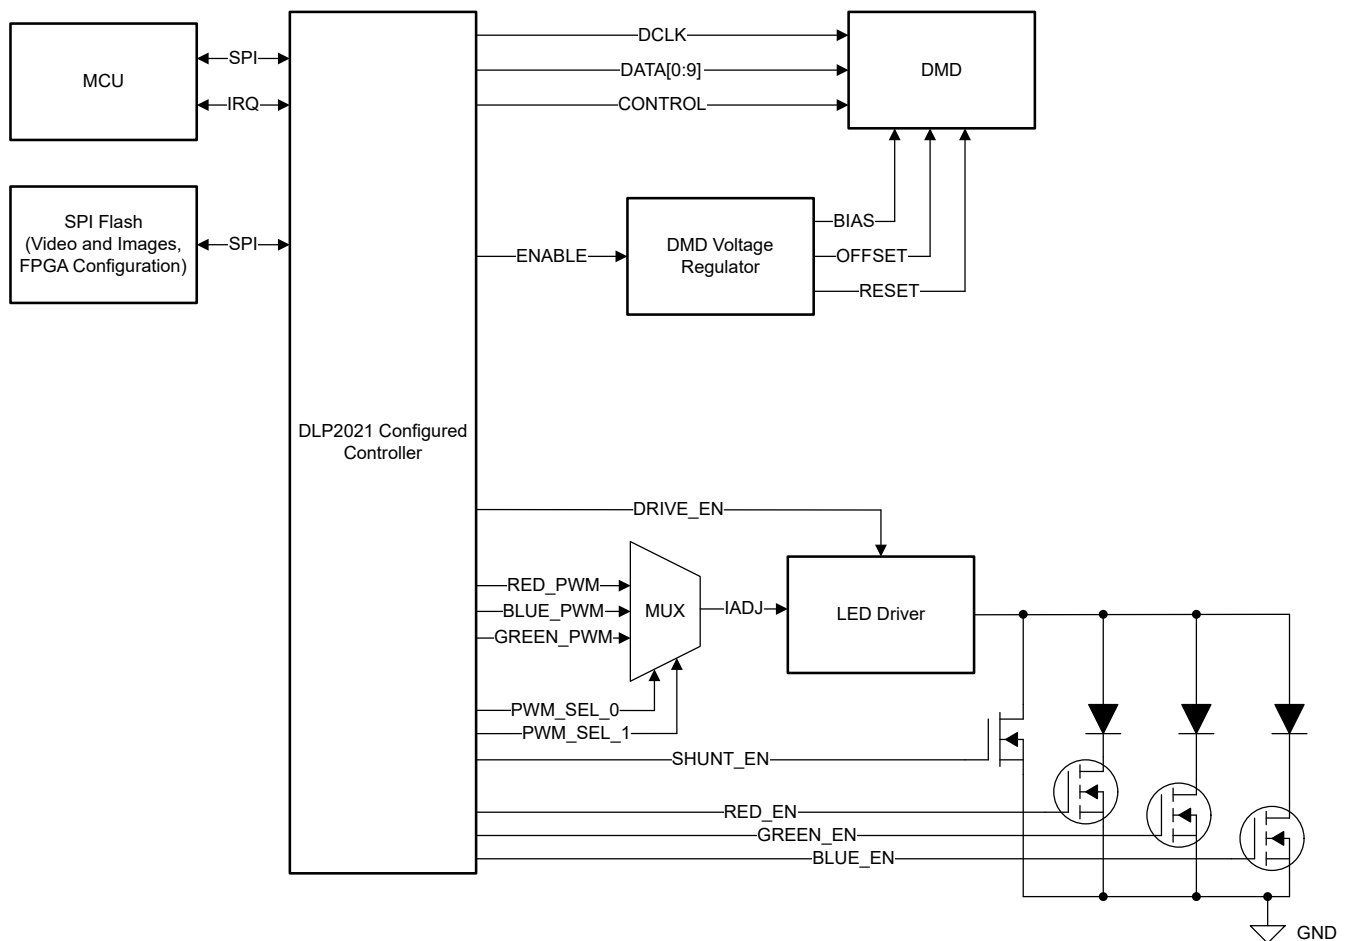 MCU
SPI
IRQ
SPI Flash
(Video and Images,
FPGA Configuration)
SPI
DLP2021 Configured
Controller
DCLK
DATA[0:9]
CONTROL
DMD
ENABLE
DMD Voltage
Regulator
BIAS
OFFSET
RESET
DRIVE_EN
RED_PWM
BLUE_PWM
GREEN_PWM
MUX
IADJ
LED Driver
PWM_SEL_0
PWM_SEL_1
SHUNT_EN
RED_EN
GREEN_EN
BLUE_EN
GND